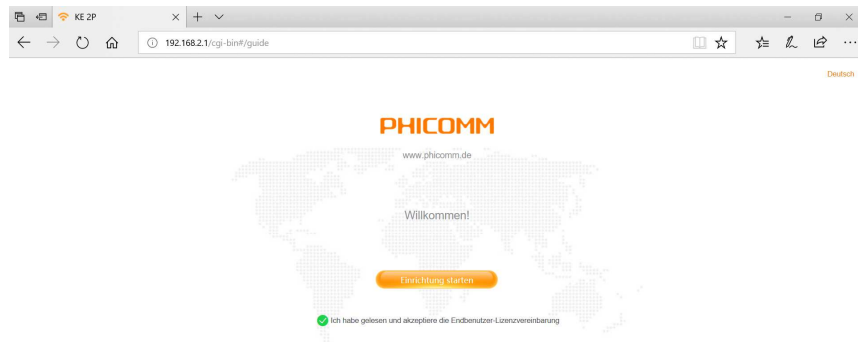 KE 2P
192.168.2.1/cgi-bin#/guide
Deutsch
PHICOMM
www.phicomm.de
Willkommen!
Einrichtung starten
Ich habe gelesen und akzeptiere die Endbenutzer-Lizenzvereinbarung